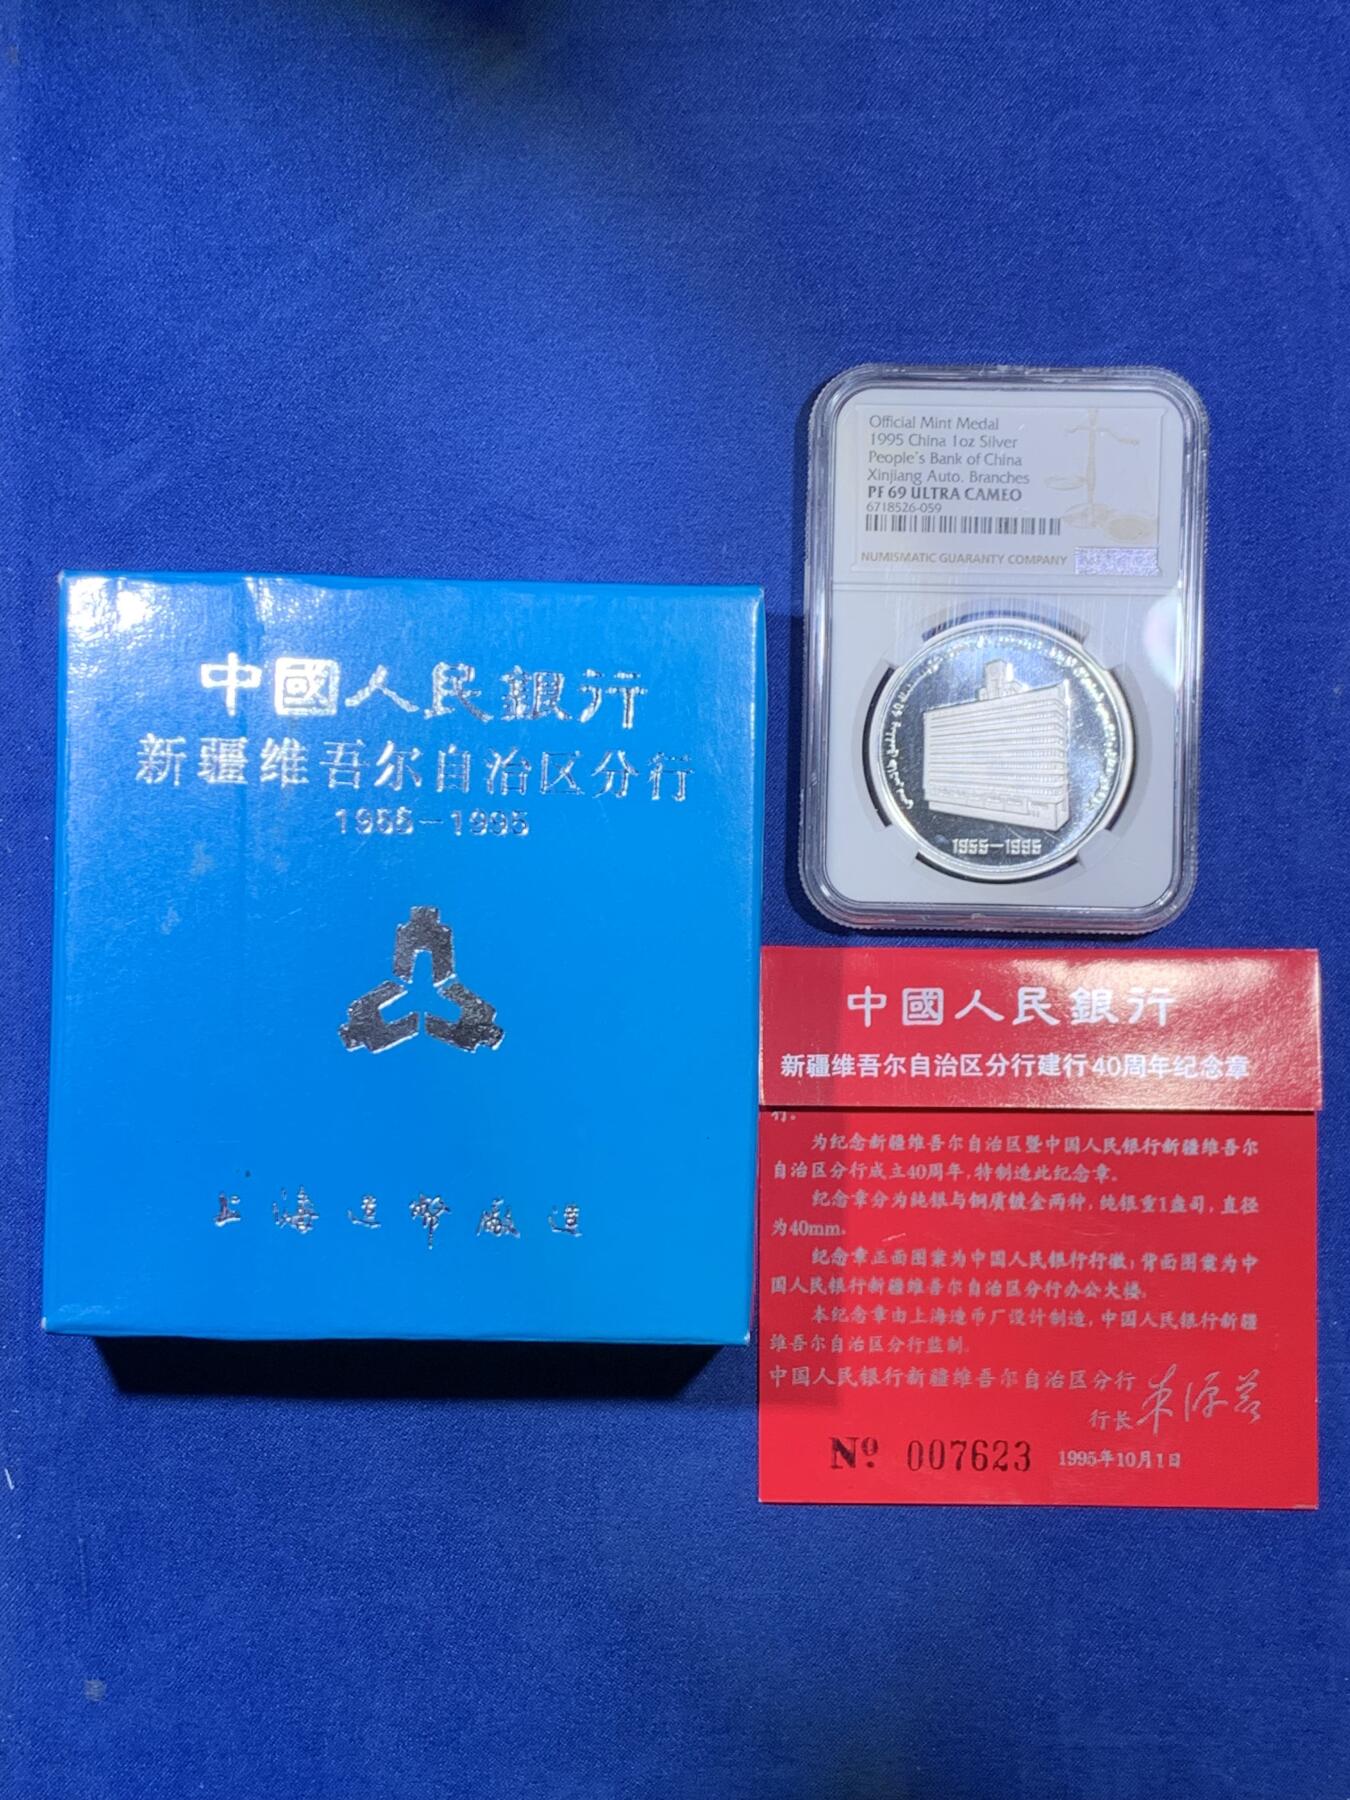 中國人民銀行
新疆维吾尔自治区分行
1955-1995
上海造幣廠造
Official Mint Medal
1995 China 1oz Silver
People's Bank of China
Xinjiang Auto. Branches
PF 69 ULTRA CAMEO
6718526-059
NUMISMATIC GUARANTY COMPANY
1955-1995
中國人民銀行
新疆维吾尔自治区分行建行40周年纪念章
行。
为纪念新疆维吾尔自治区暨中国人民银行新疆维吾尔
自治区分行成立40周年，特制造此纪念章。
纪念章分为纯银与铜质镀金两种，纯银重1盎司，直径
为40mm。
纪念章正面图案为中国人民银行行徽；背面图案为中
国人民银行新疆维吾尔自治区分行办公大楼。
本纪念章由上海造币厂设计制造，中国人民银行新疆
维吾尔自治区分行监制。
中国人民银行新疆维吾尔自治区分行
行长
Nº 007623 1995年10月1日